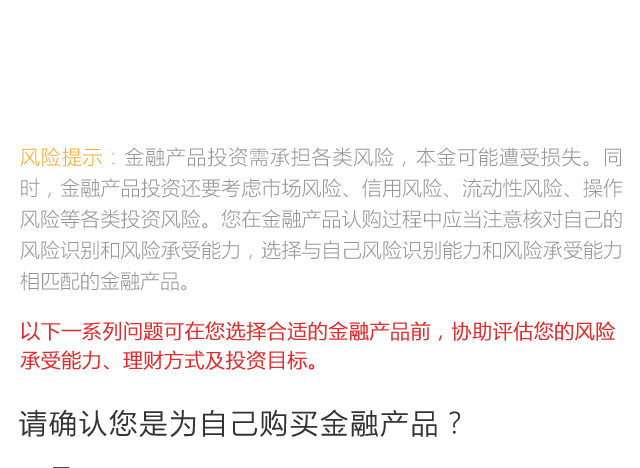 风险提示：金融产品投资需承担各类风险，本金可能遭受损失。同
时，金融产品投资还要考虑市场风险、信用风险、流动性风险、操作
风险等各类投资风险。您在金融产品认购过程中应当注意核对自己的
风险识别和风险承受能力，选择与自己风险识别能力和风险承受能力
相匹配的金融产品。
以下一系列问题可在您选择合适的金融产品前，协助评估您的风险
承受能力、理财方式及投资目标。
请确认您是为自己购买金融产品？